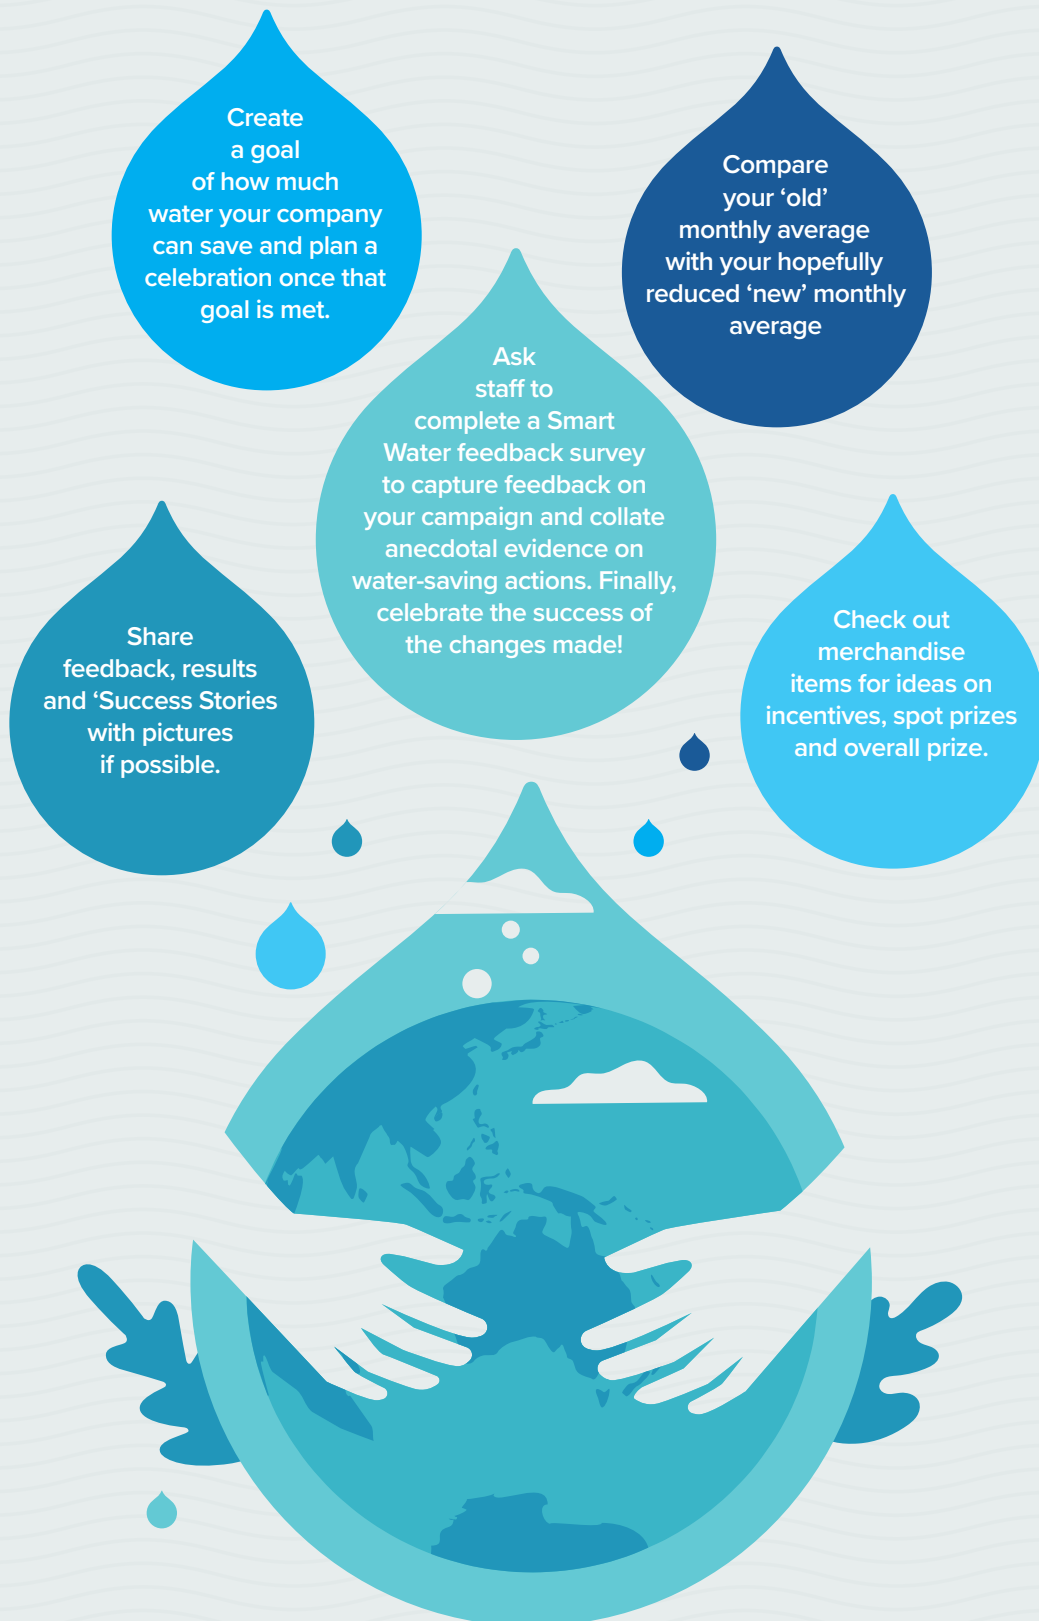 Create
a goal
of how much
water your company
can save and plan a
celebration once that
goal is met.
Compare
your ‘old’
monthly average
with your hopefully
reduced ‘new’ monthly
average
Ask
staff to
complete a Smart
Water feedback survey
to capture feedback on
your campaign and collate
anecdotal evidence on
water-saving actions. Finally,
celebrate the success of
the changes made!
Share
feedback, results
and ‘Success Stories
with pictures
if possible.
Check out
merchandise
items for ideas on
incentives, spot prizes
and overall prize.